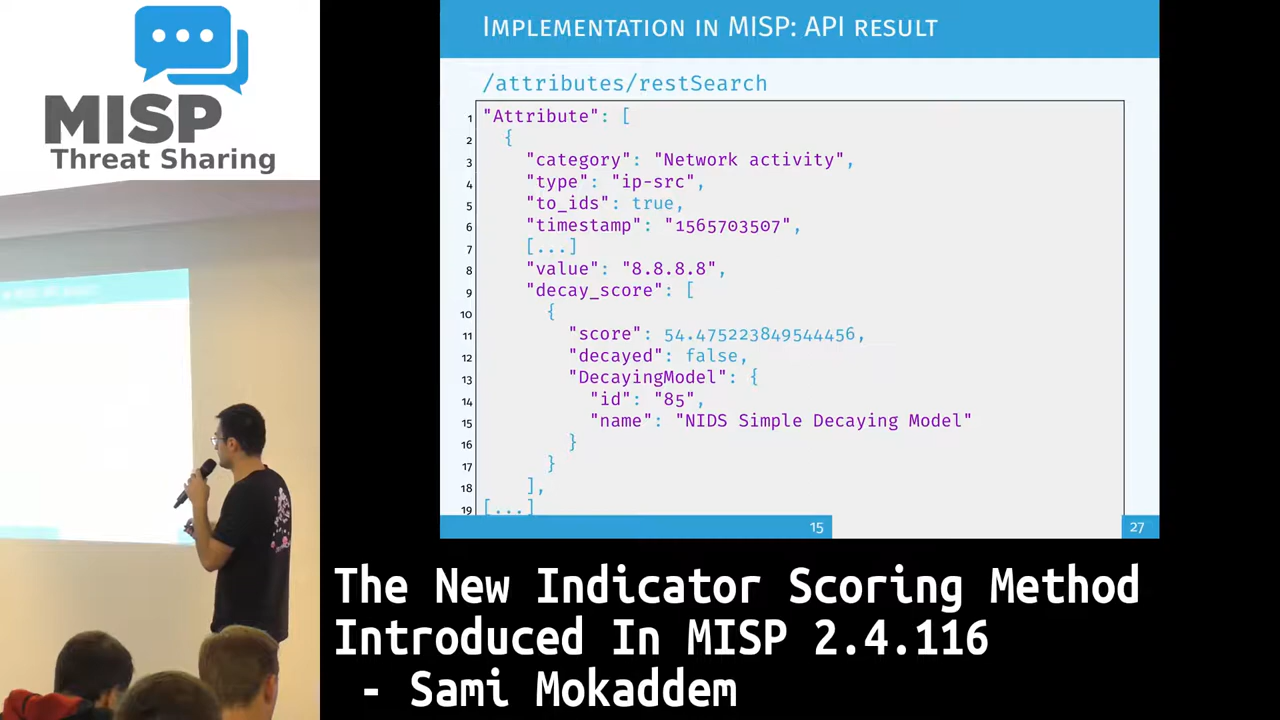 MISP
Threat Sharing
IMPLEMENTATION IN MISP: API RESULT
/attributes/restSearch
1 "Attribute": [
2 {
3 "category": "Network activity",
4 "type": "ip-src",
5 "to_ids": true,
6 "timestamp": "1565703507",
7 [...]
8 "value": "8.8.8.8",
9 "decay_score": [
10 {
11 "score": 54.475223849544456,
12 "decayed": false,
13 "DecayingModel": {
14 "id": "85",
15 "name": "NIDS Simple Decaying Model"
16 }
17 }
18 ],
19 [...]
15 27
The New Indicator Scoring Method
Introduced In MISP 2.4.116
- Sami Mokaddem